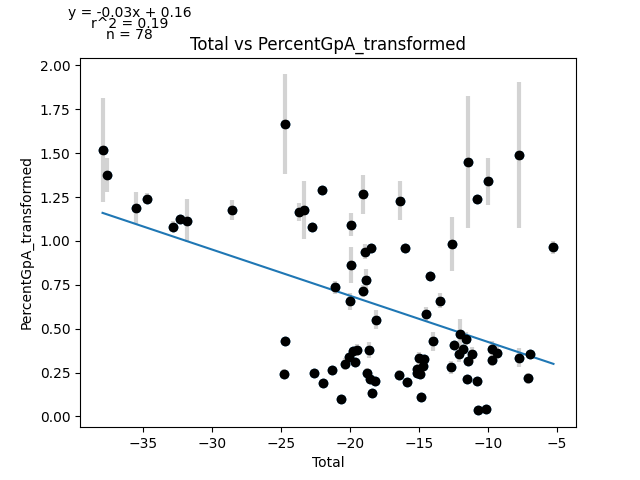 y = -0.03x + 0.16
r^2 = 0.19
n = 78
Total vs PercentGpA_transformed
2.00
1.75
1.50
1.25
1.00
0.75
0.50
0.25
0.00
PercentGpA_transformed
−35
−30
−25
−20
−15
−10
−5
Total